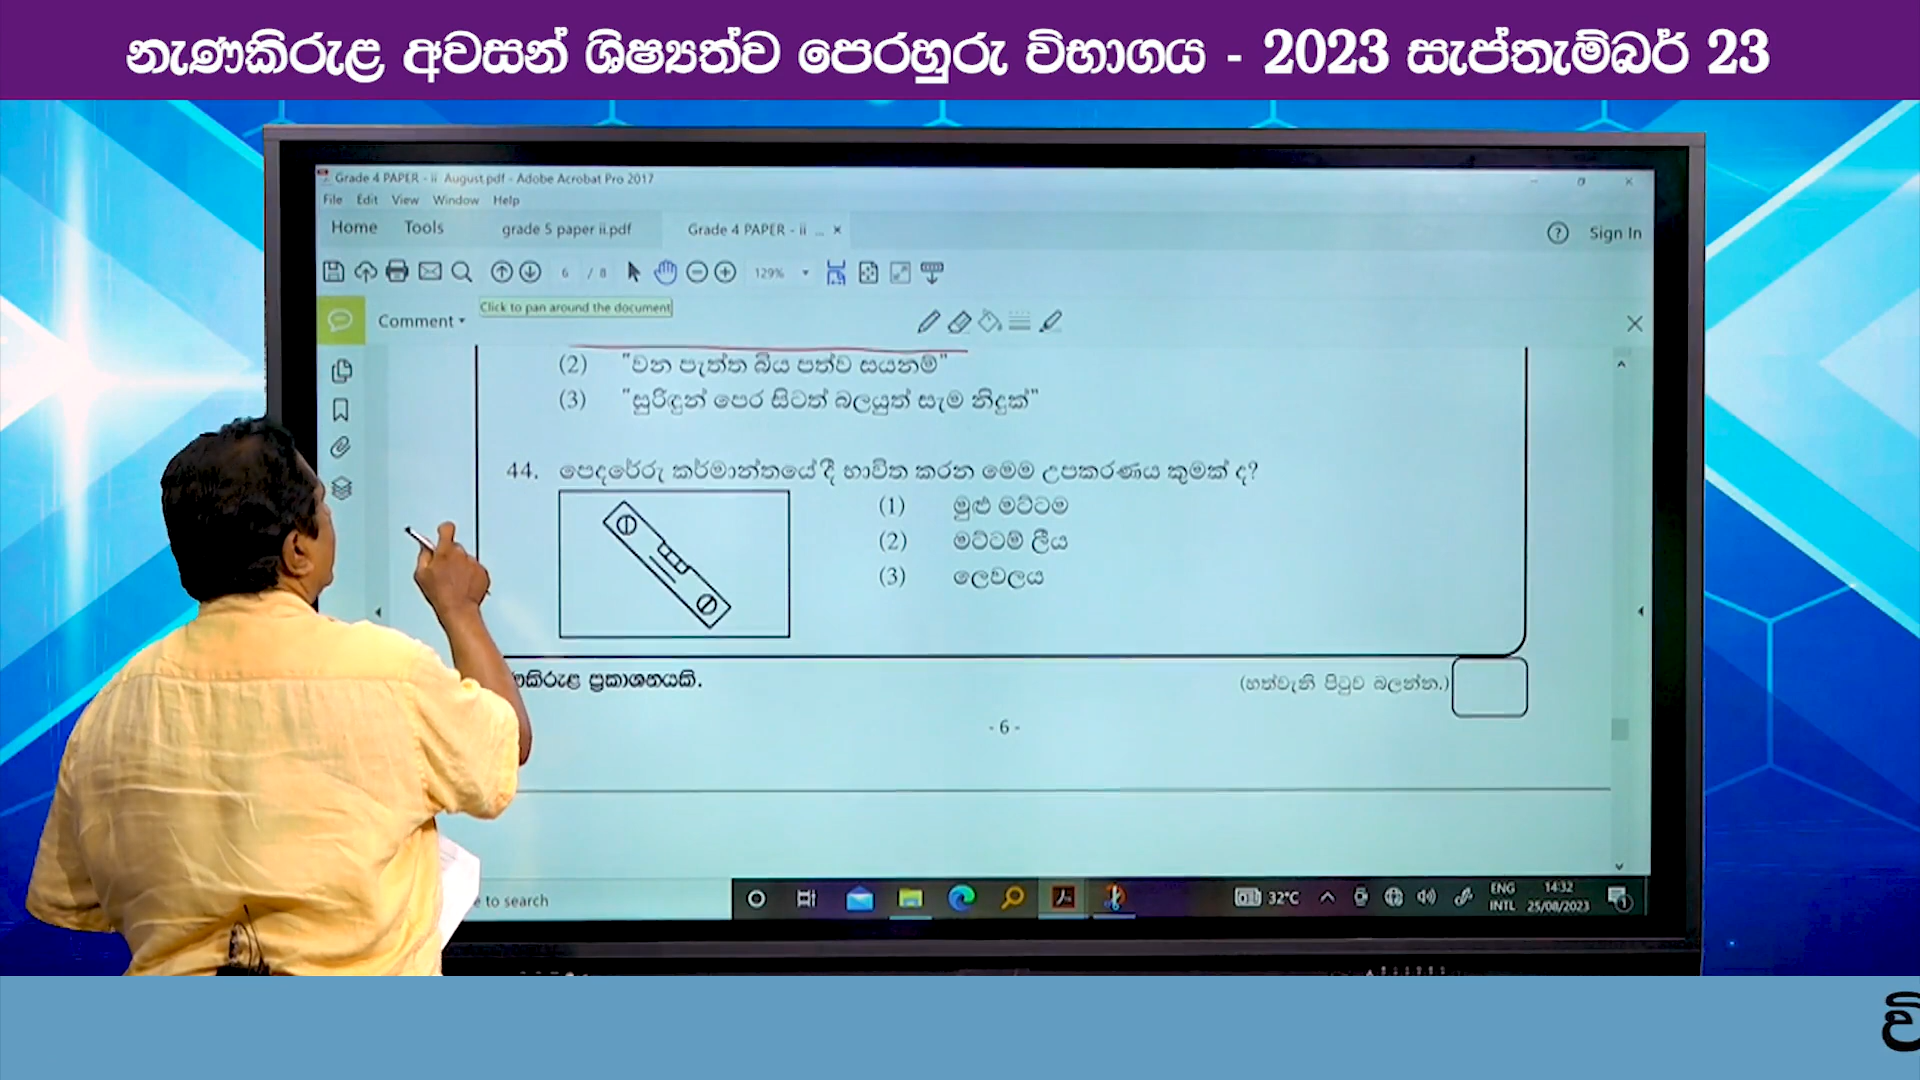 නැණකිරුළ අවසන් ශිෂ්‍යත්ව පෙරහුරු විභාගය - 2023 සැප්තැම්බර් 23
Grade 4 PAPER - ii August.pdf - Adobe Acrobat Pro 2017
File Edit View Window Help
Home Tools grade 5 paper ii.pdf Grade 4 PAPER - ii ... × Sign In
6 / 8 129%
Click to pan around the document
Comment
(2) "වන පැත්ත බිය පත්ව සයනම්"
(3) "සුරිඳුන් පෙර සිටත් බලයුත් සැම නිදුක්"
44. පෙදරේරු කර්මාන්තයේ දී භාවිත කරන මෙම උපකරණය කුමක් ද?
(1) මුළු මට්ටම
(2) මට්ටම් ලීය
(3) ලෙවලය
ණකිරුළ ප්‍රකාශනයකි.
(හත්වැනි පිටුව බලන්න.)
- 6 -
e to search
32°C
ENG
INTL
14:32
25/08/2023
වි